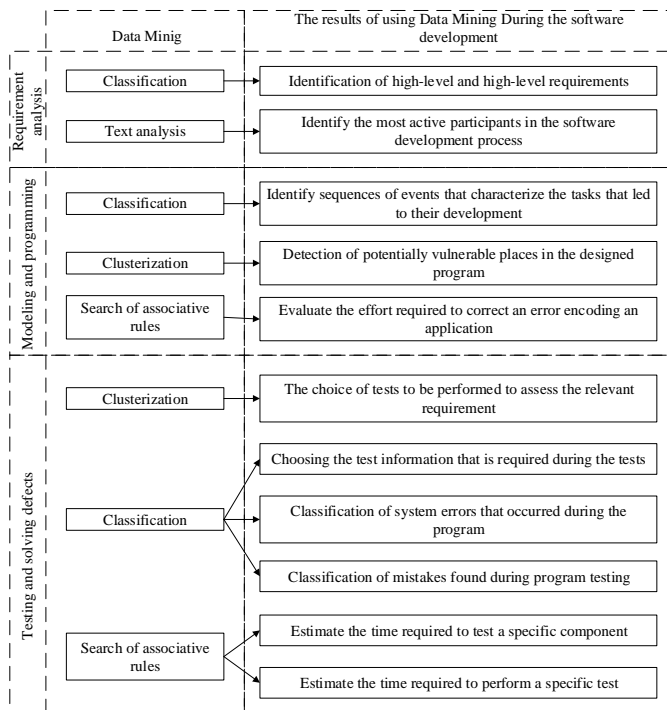 Data Minig
The results of using Data Mining During the software
development
Requirement
analysis
Classification
Identification of high-level and high-level requirements
Text analysis
Identify the most active participants in the software
development process
Modeling and programming
Classification
Identify sequences of events that characterize the tasks that led
to their development
Clusterization
Detection of potentially vulnerable places in the designed
program
Search of associative
rules
Evaluate the effort required to correct an error encoding an
application
Testing and solving defects
Clusterization
The choice of tests to be performed to assess the relevant
requirement
Classification
Choosing the test information that is required during the tests
Classification of system errors that occurred during the
program
Classification of mistakes found during program testing
Search of associative
rules
Estimate the time required to test a specific component
Estimate the time required to perform a specific test